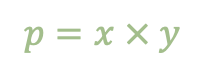 p = x × y